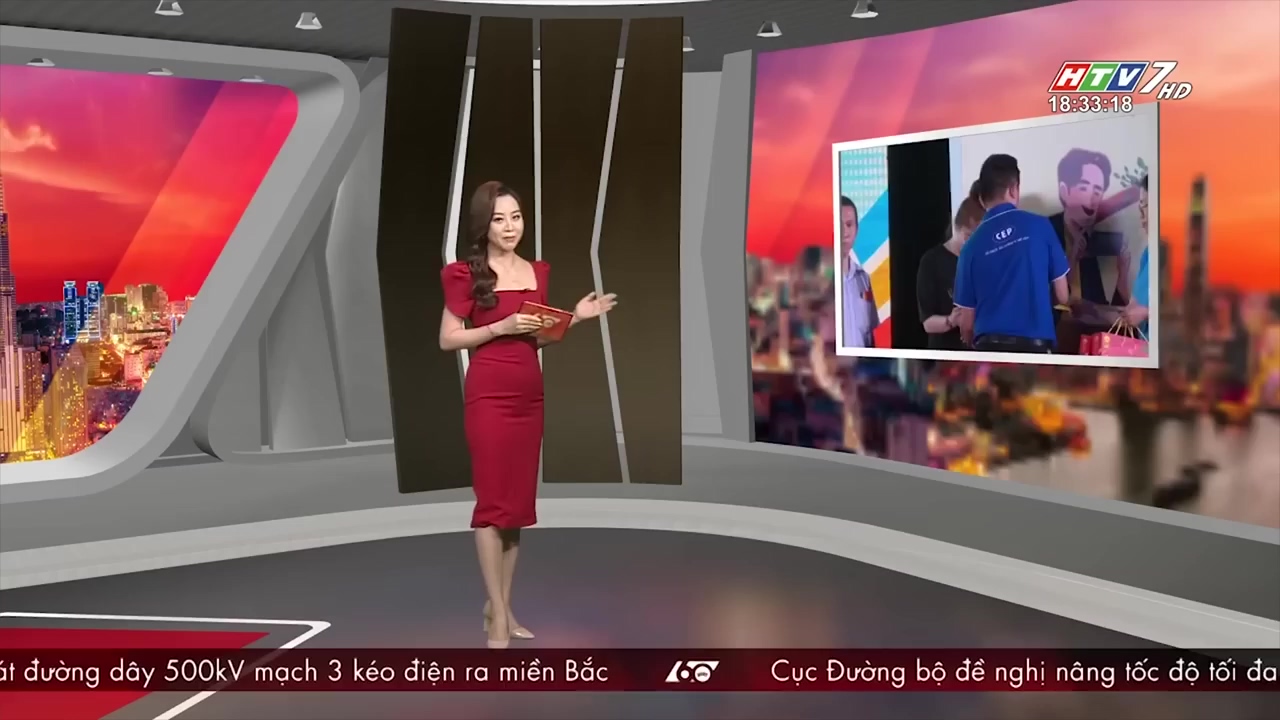 HTV7 HD
18:33:18
CEP
át đường dây 500kV mạch 3 kéo điện ra miền Bắc
60
Cục Đường bộ đề nghị nâng tốc độ tối đa